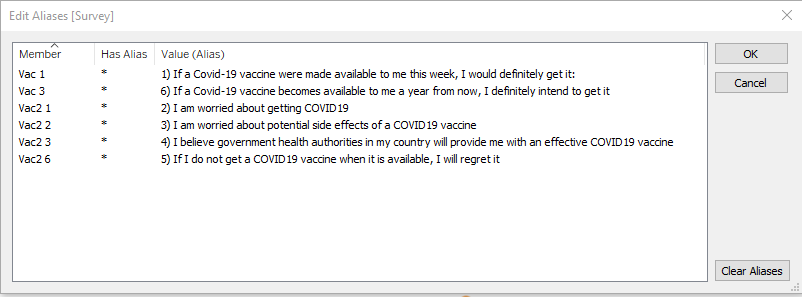 Edit Aliases [Survey]
Member Has Alias Value (Alias)
Vac 1 * 1) If a Covid-19 vaccine were made available to me this week, I would definitely get it:
Vac 3 * 6) If a Covid-19 vaccine becomes available to me a year from now, I definitely intend to get it
Vac2 1 * 2) I am worried about getting COVID19
Vac2 2 * 3) I am worried about potential side effects of a COVID19 vaccine
Vac2 3 * 4) I believe government health authorities in my country will provide me with an effective COVID19 vaccine
Vac2 6 * 5) If I do not get a COVID19 vaccine when it is available, I will regret it
OK
Cancel
Clear Aliases